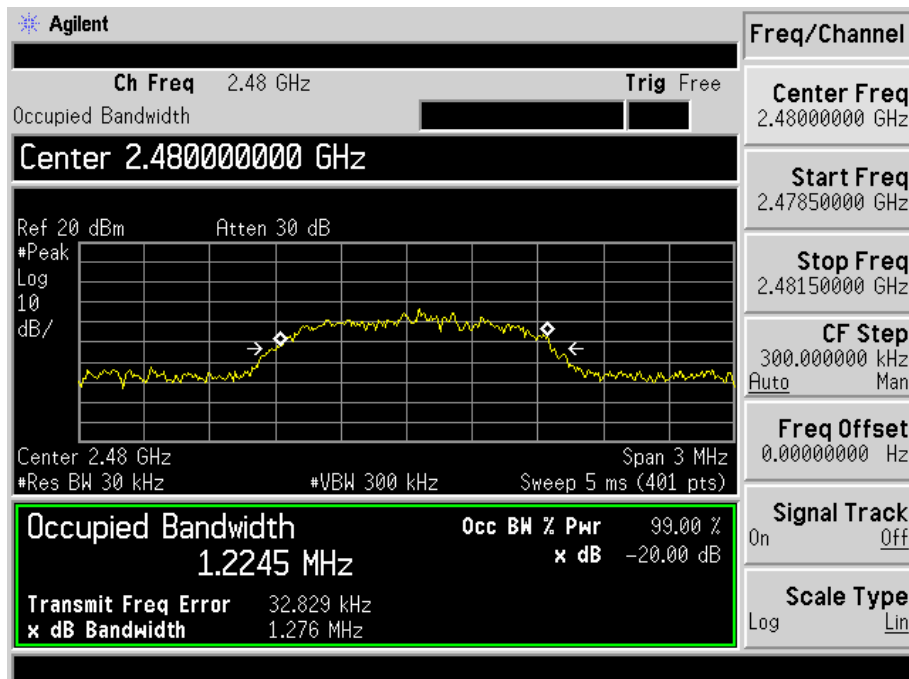 Agilent
Ch Freq 2.48 GHz Trig Free
Occupied Bandwidth
Center 2.480000000 GHz
Ref 20 dBm Atten 30 dB
#Peak
Log
10
dB/
Center 2.48 GHz Span 3 MHz
#Res BW 30 kHz #VBW 300 kHz Sweep 5 ms (401 pts)
Occupied Bandwidth Occ BW % Pwr 99.00 %
1.2245 MHz x dB -20.00 dB
Transmit Freq Error 32.829 kHz
x dB Bandwidth 1.276 MHz
Freq/Channel
Center Freq
2.48000000 GHz
Start Freq
2.47850000 GHz
Stop Freq
2.48150000 GHz
CF Step
300.000000 kHz
Auto Man
Freq Offset
0.00000000 Hz
Signal Track
On Off
Scale Type
Log Lin